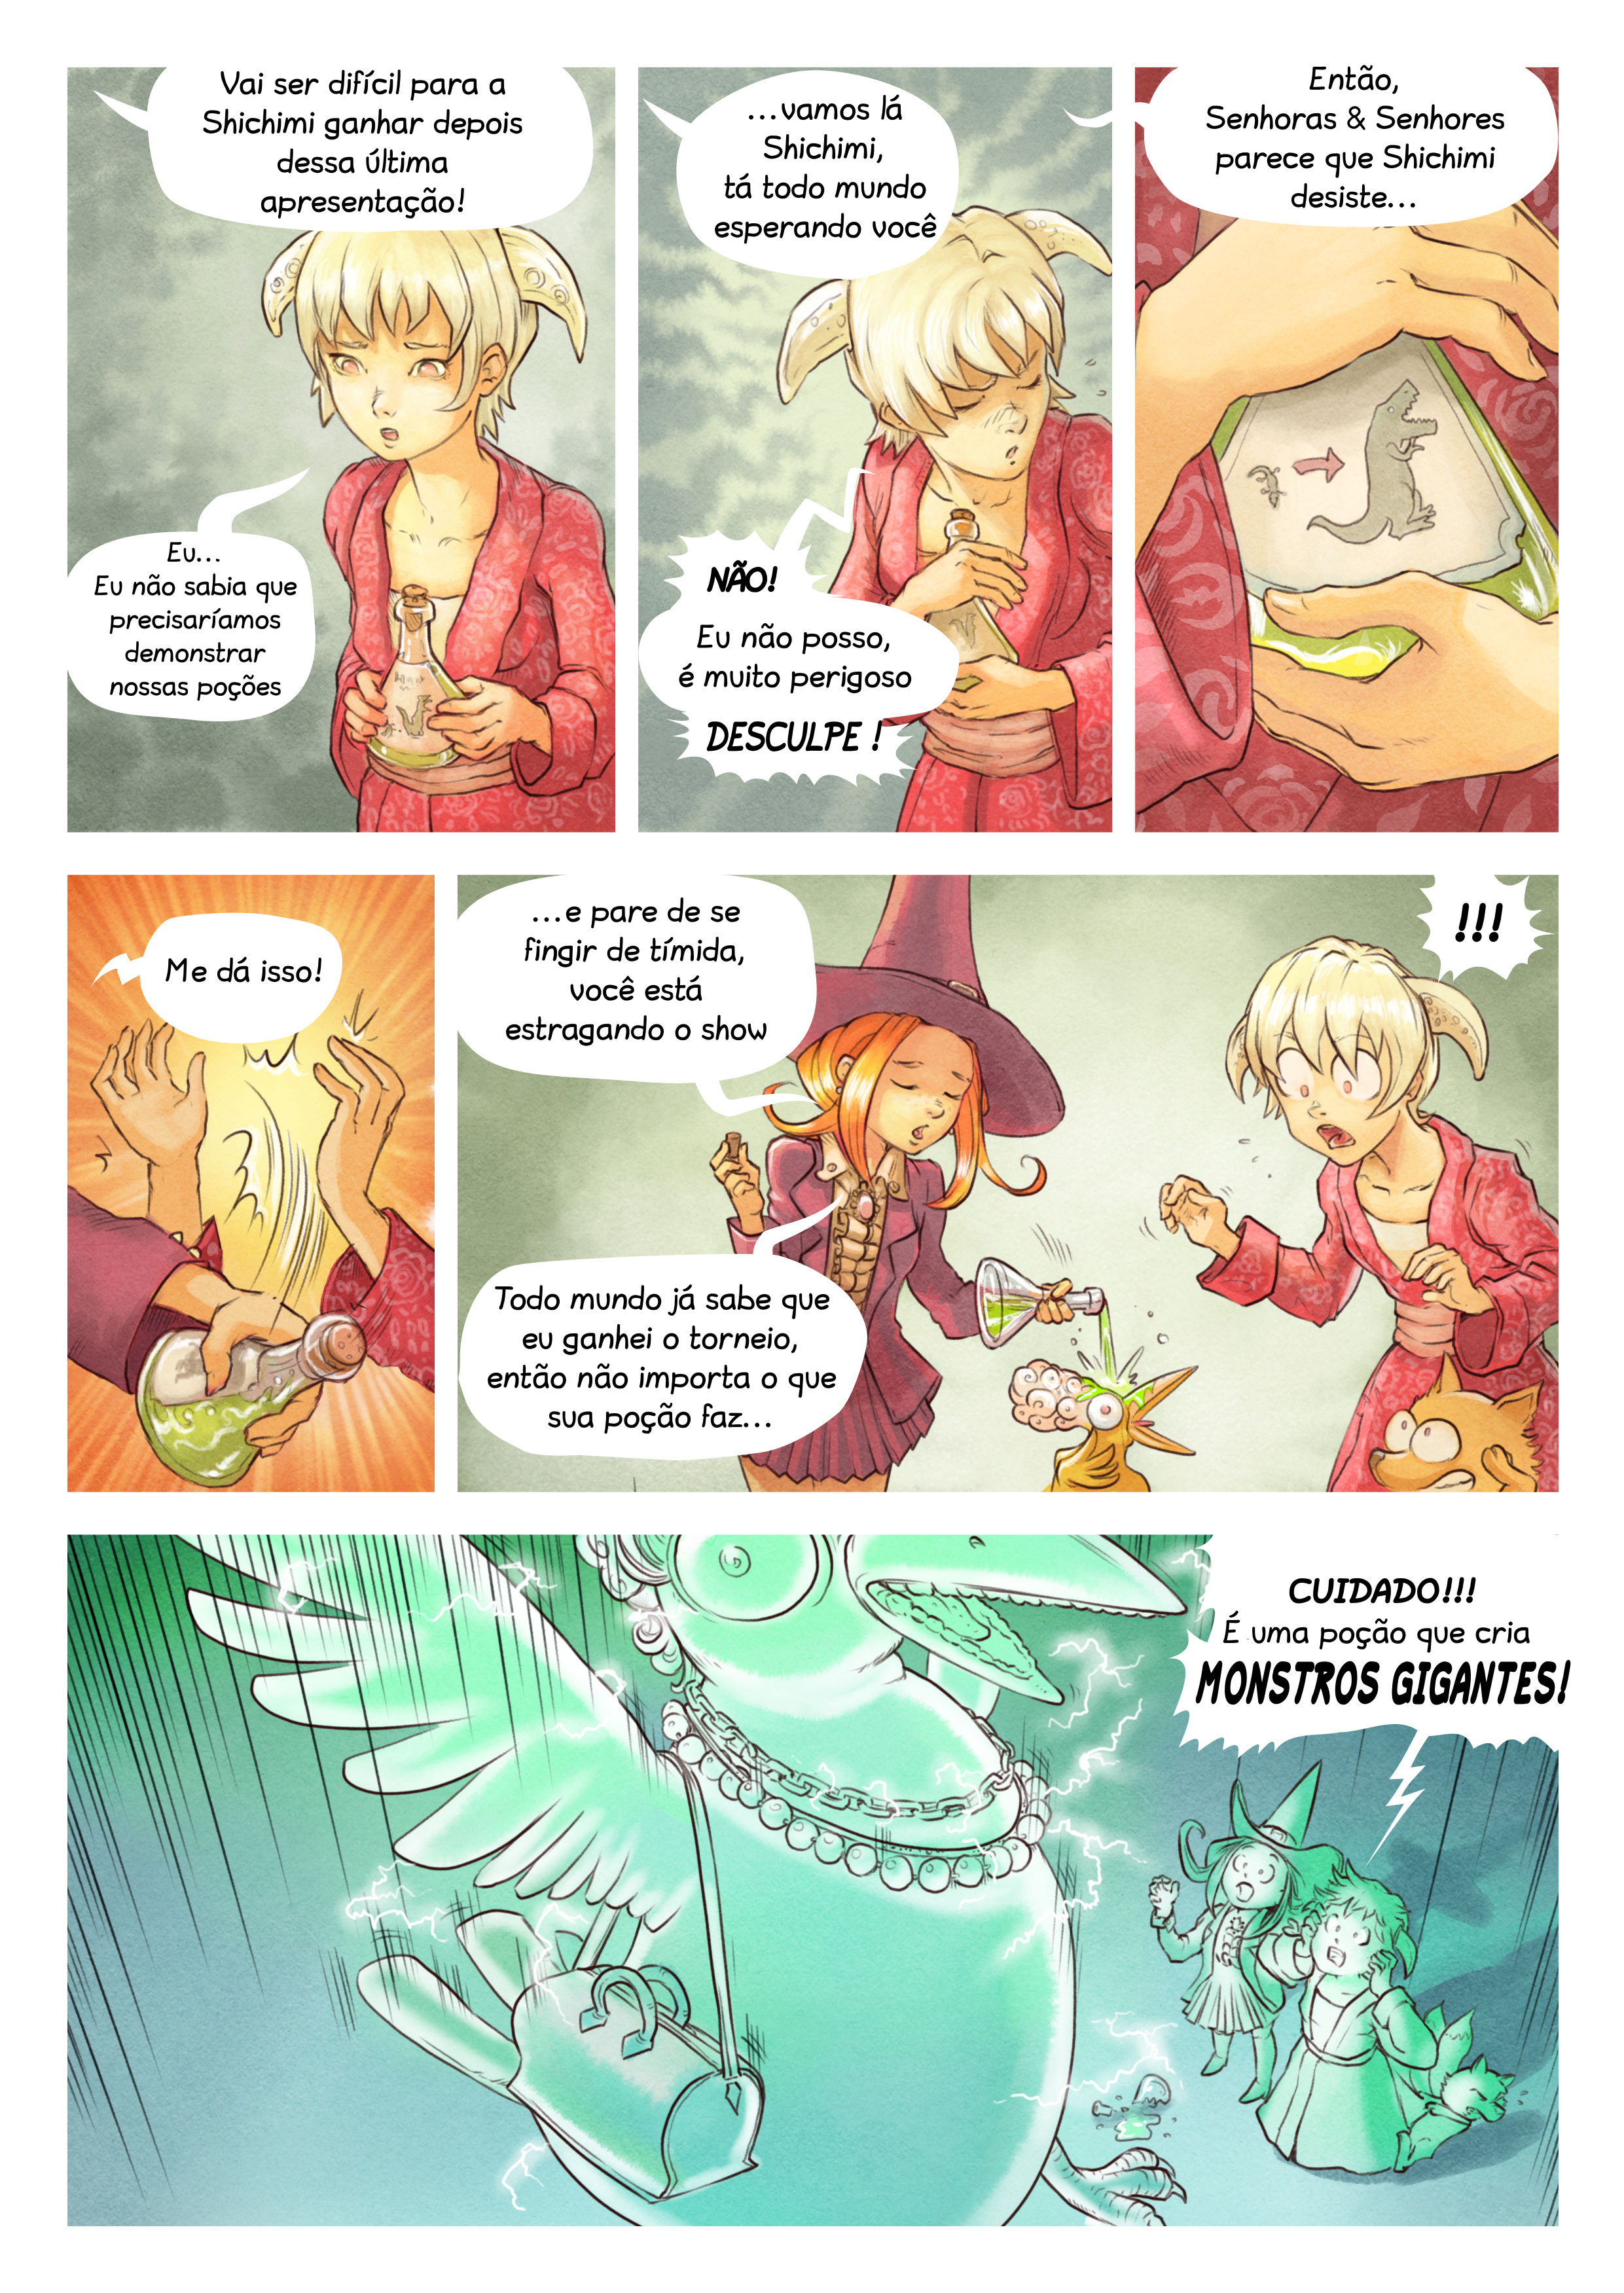 Vai ser difícil para a
Shichimi ganhar depois
dessa última
apresentação!
Eu...
Eu não sabia que
precisaríamos
demonstrar
nossas poções
...vamos lá
Shichimi,
tá todo mundo
esperando você
NÃO!
Eu não posso,
é muito perigoso
DESCULPE !
Então,
Senhoras & Senhores
parece que Shichimi
desiste...
Me dá isso!
...e pare de se
fingir de tímida,
você está
estragando o show
!!!
Todo mundo já sabe que
eu ganhei o torneio,
então não importa o que
sua poção faz...
CUIDADO!!!
É uma poção que cria
MONSTROS GIGANTES!